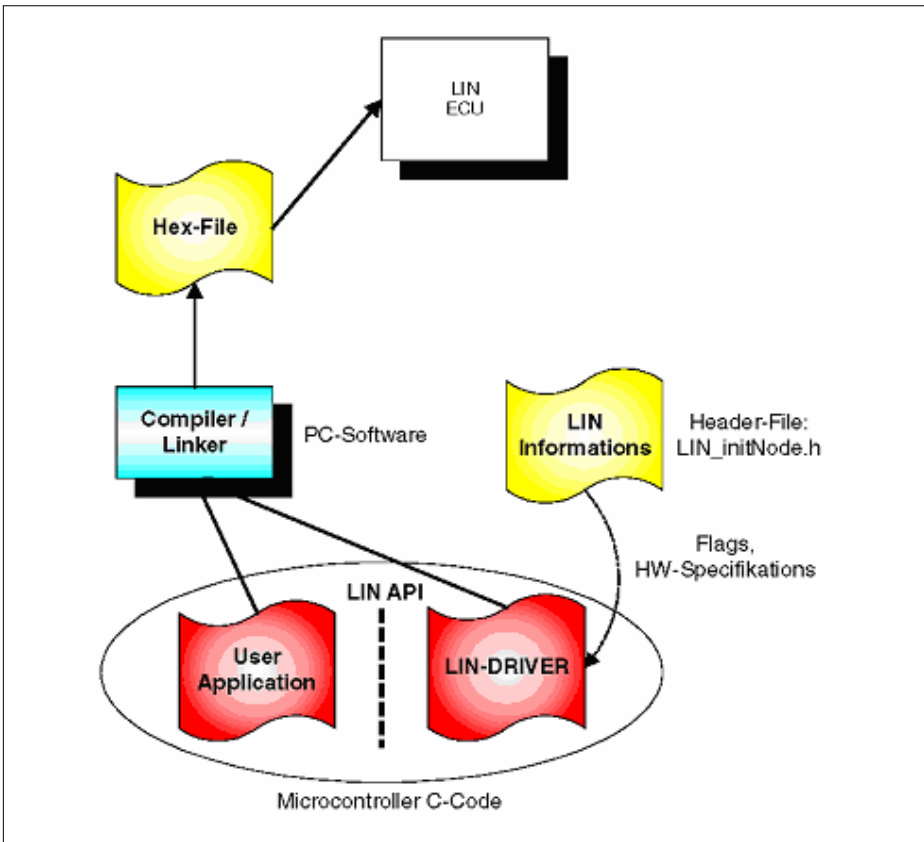 LIN
ECU
Hex-File
Compiler /
Linker
PC-Software
LIN
Informations
Header-File:
LIN_initNode.h
Flags,
HW-Specifikations
LIN API
User
Application
LIN-DRIVER
Microcontroller C-Code